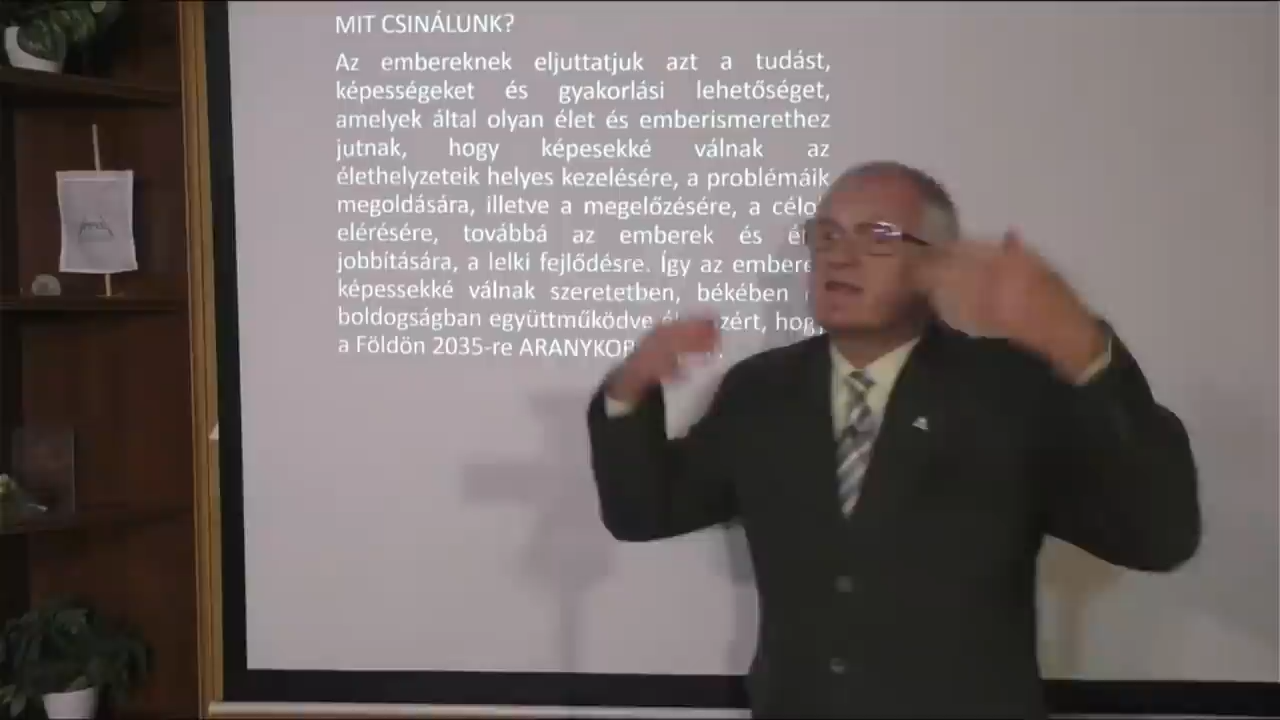 MIT CSINÁLUNK?
Az embereknek eljuttatjuk azt a tudást,
képességeket és gyakorlási lehetőséget,
amelyek által olyan élet és emberismerethez
jutnak, hogy képesekké válnak az
élethelyzeteik helyes kezelésére, a problémáik
megoldására, illetve a megelőzésére, a
elérésére, továbbá az emberek és
jobbítására, a lelki fejlődésre. Így az
képessekké válnak szeretetben, békében
boldogságban együttműködve
a Földön 2035-re